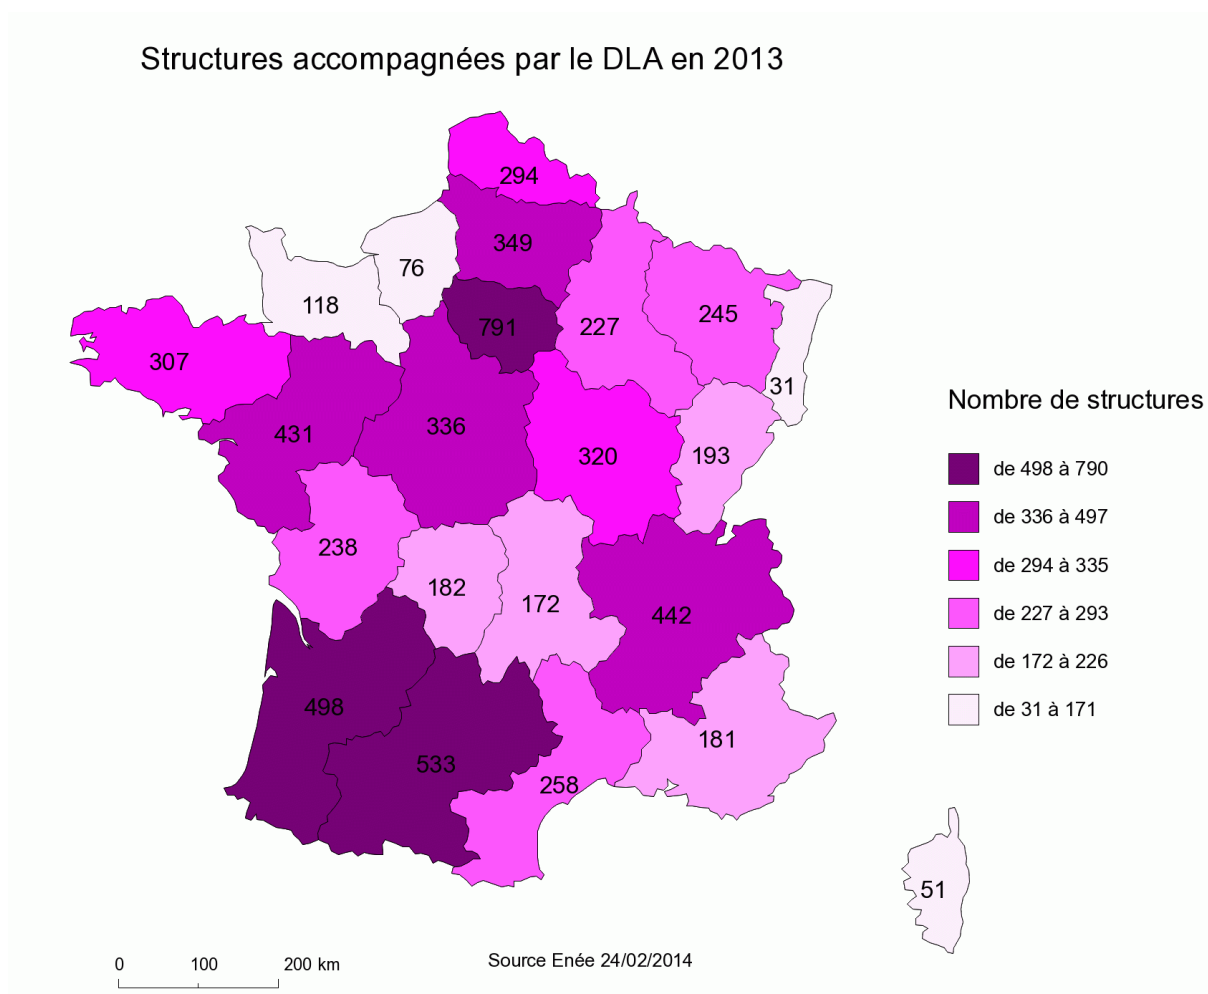 Structures accompagnées par le DLA en 2013
294
349
76
118
791
227
245
307
31
431
336
320
193
238
182
172
442
498
181
533
258
51
Nombre de structures
de 498 à 790
de 336 à 497
de 294 à 335
de 227 à 293
de 172 à 226
de 31 à 171
0 100 200 km
Source Enée 24/02/2014